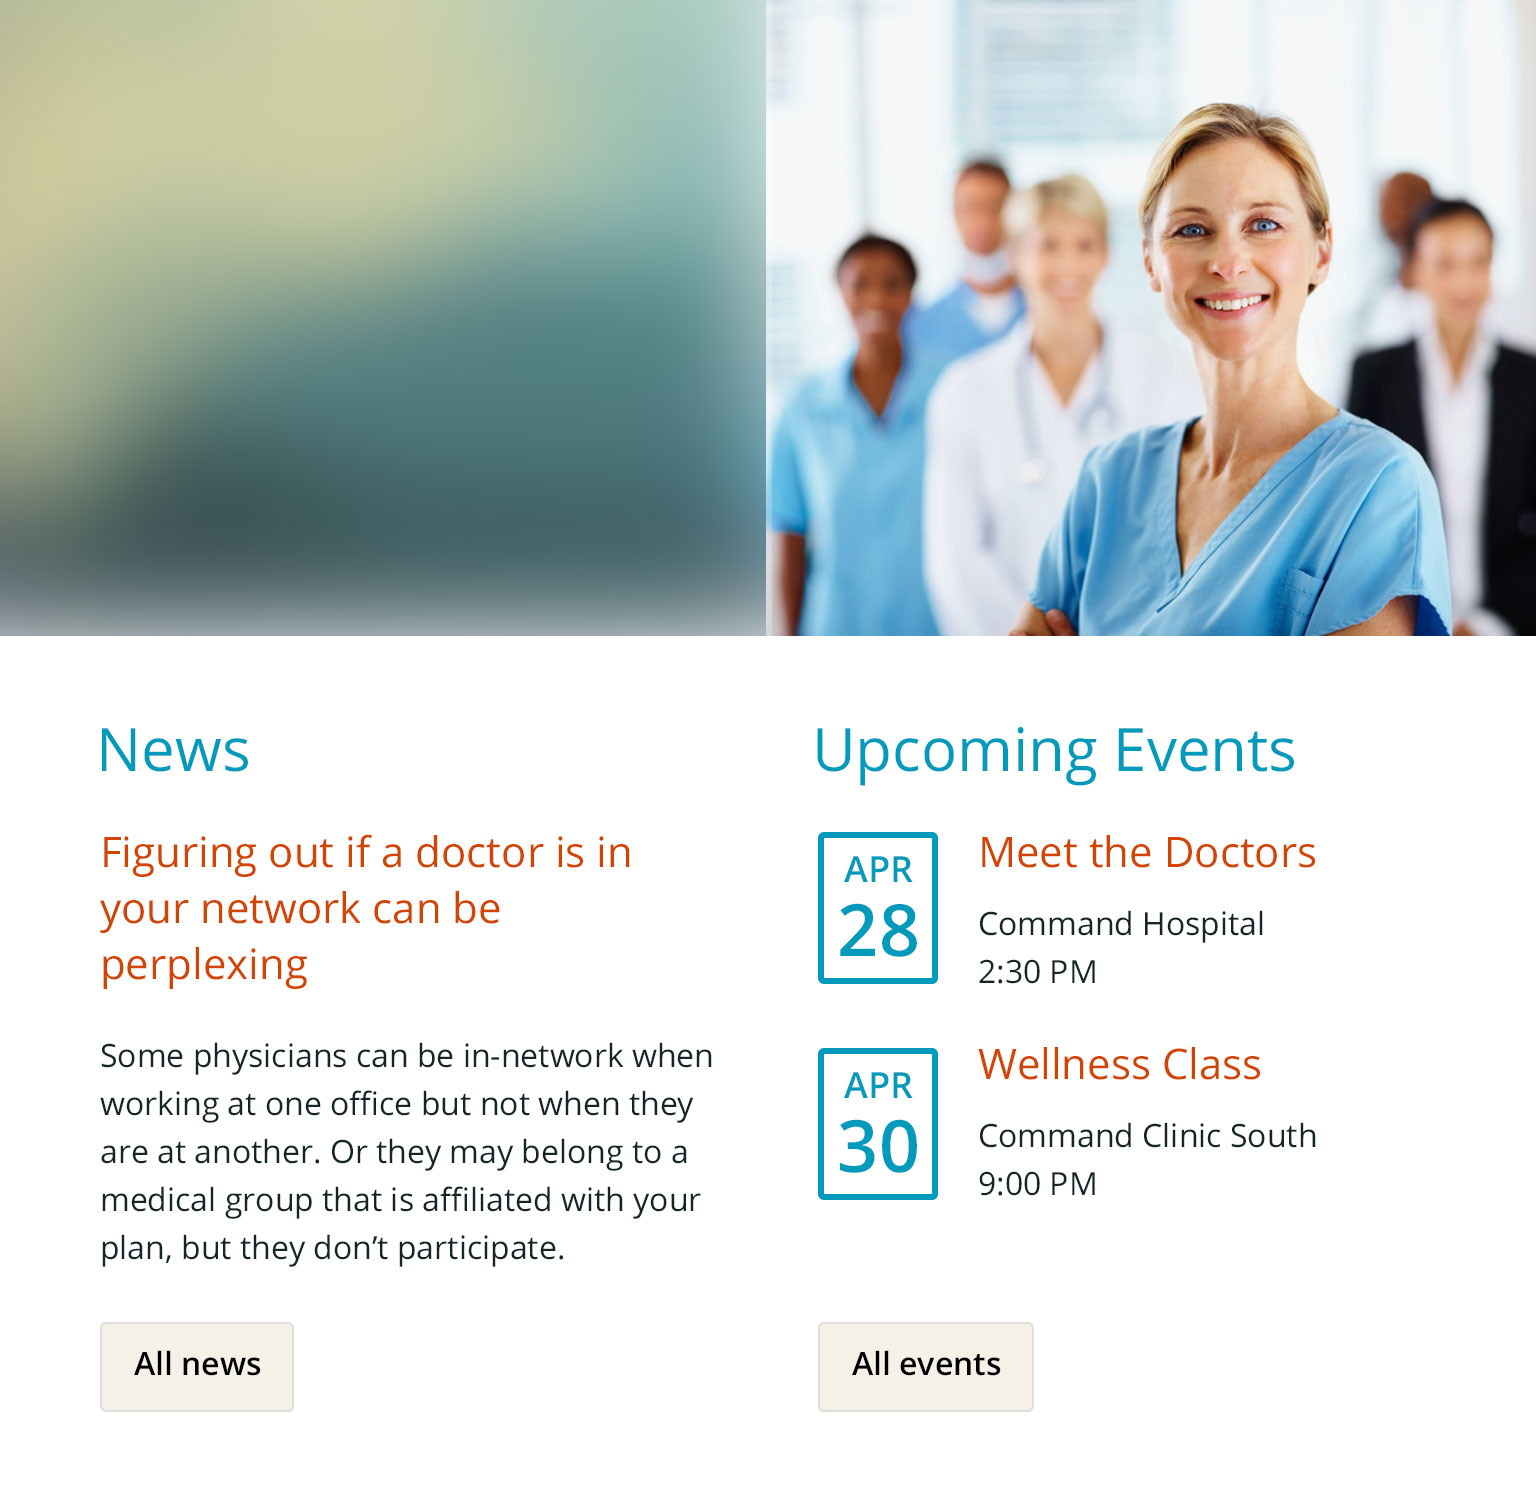 News
Figuring out if a doctor is in
your network can be
perplexing
Some physicians can be in-network when
working at one office but not when they
are at another. Or they may belong to a
medical group that is affiliated with your
plan, but they don’t participate.
All news
Upcoming Events
APR
28
Meet the Doctors
Command Hospital
2:30 PM
APR
30
Wellness Class
Command Clinic South
9:00 PM
All events